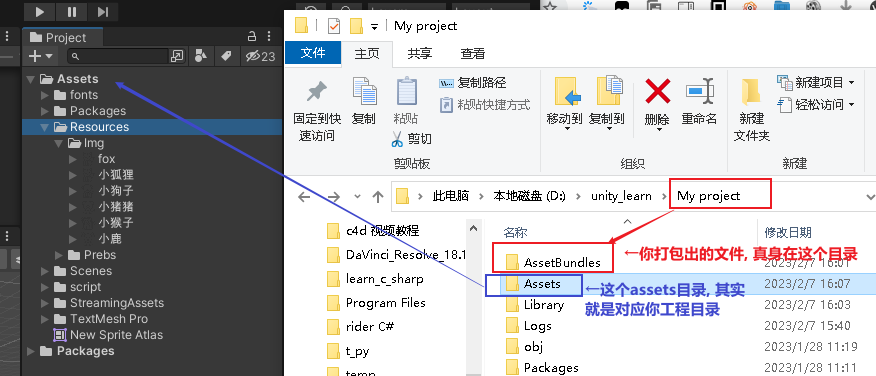 Project
23
Assets
fonts
Packages
Resources
Img
fox
小狐狸
小狗子
小猪猪
小猴子
小鹿
Prebs
Scenes
script
StreamingAssets
TextMesh Pro
New Sprite Atlas
Packages
My project
文件
主页
共享
查看
固定到快
速访问
复制
粘贴
复制路径
粘贴快捷方式
剪切
剪贴板
移动到
复制到
删除
重命名
组织
新建
文件夹
新建项目
轻松访问
新建
此电脑
本地磁盘 (D:)
unity_learn
My project
c4d 视频教程
DaVinci_Resolve_18.1
learn_c_sharp
Program Files
rider C#
t_py
temp
名称
修改日期
AssetBundles
2023/2/7 16:01
←你打包出的文件, 真身在这个目录
Assets
2023/2/7 16:07
←这个assets目录, 其实
就是对应你工程目录
Library
2023/2/7 16:03
Logs
2023/2/7 15:40
obj
2023/1/28 11:19
Packages
2023/1/28 11:11